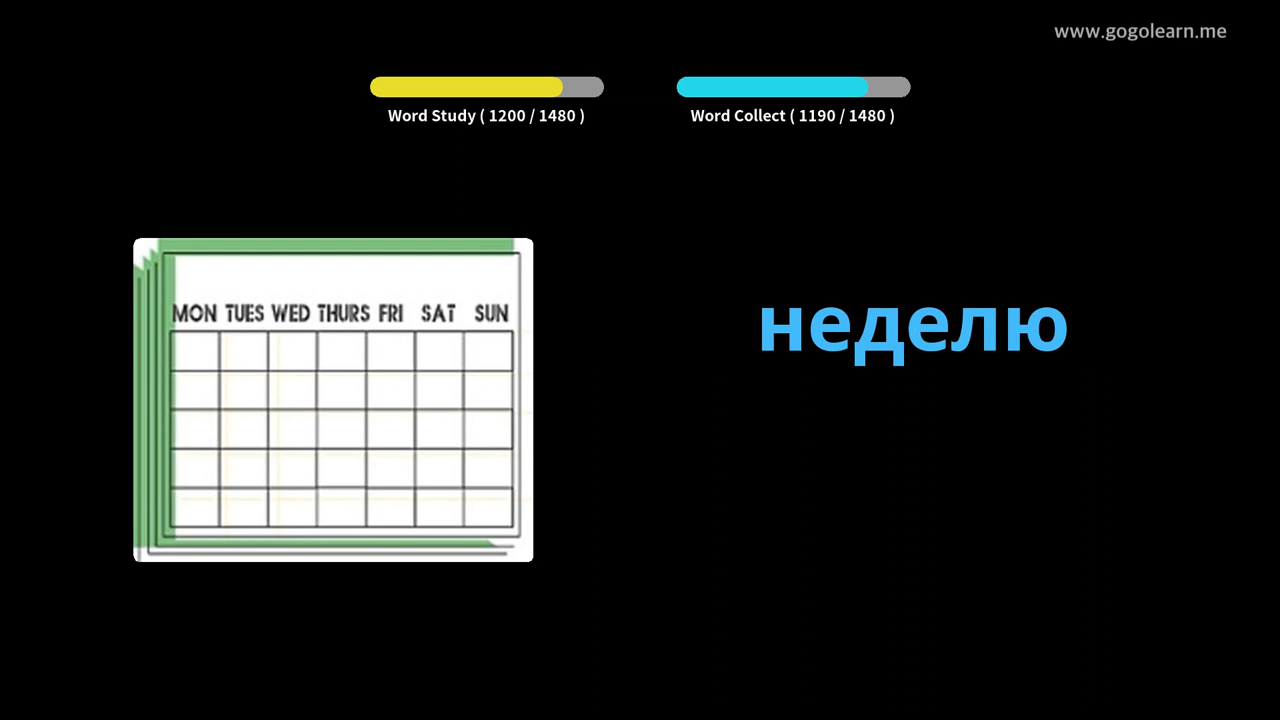 www.gogolearn.me
Word Study ( 1200 / 1480 )
Word Collect ( 1190 / 1480 )
MON TUES WED THURS FRI SAT SUN
неделю